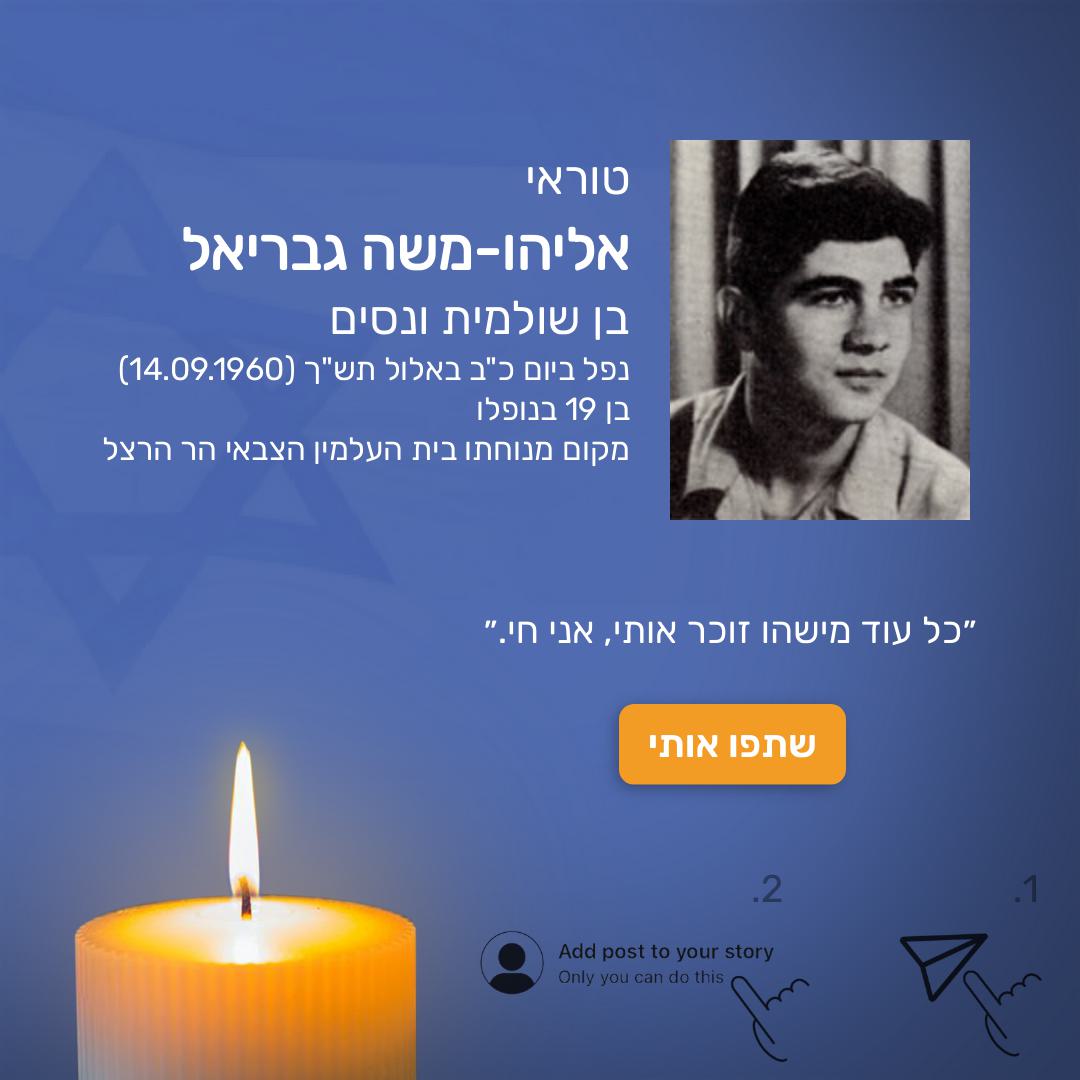 טוראי
אליהו-משה גבריאל
בן שולמית ונסים
נפל ביום כ"ב באלול תש"ך (14.09.1960)
בן 19 בנופלו
מקום מנוחתו בית העלמין הצבאי הר הרצל
״כל עוד מישהו זוכר אותי, אני חי.״
שתפו אותי
1.
2.
Add post to your story
Only you can do this